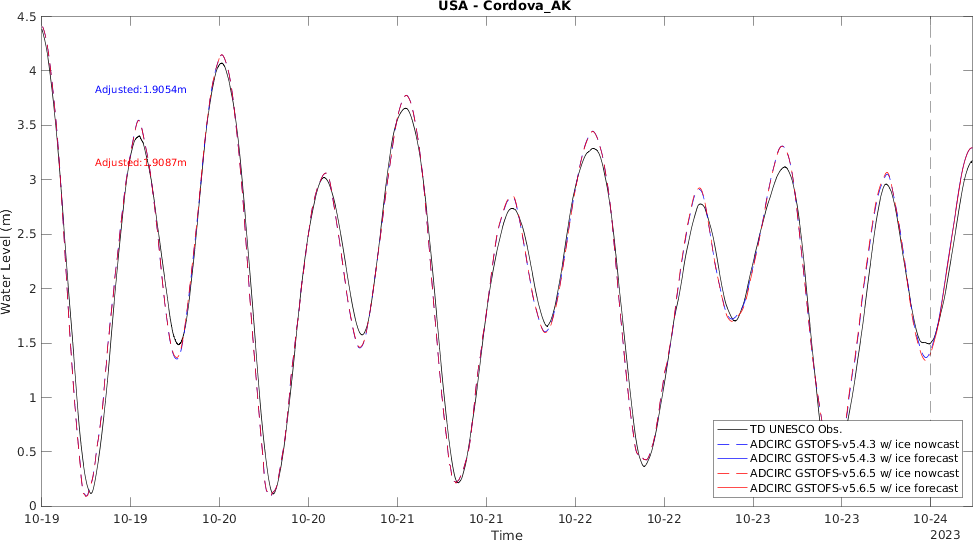 USA - Cordova_AK
4.5
4
3.5
3
2.5
2
1.5
1
0.5
0
Water Level (m)
Adjusted:1.9054m
Adjusted:1.9087m
TD UNESCO Obs.
ADCIRC GSTOFS-v5.4.3 w/ ice nowcast
ADCIRC GSTOFS-v5.4.3 w/ ice forecast
ADCIRC GSTOFS-v5.6.5 w/ ice nowcast
ADCIRC GSTOFS-v5.6.5 w/ ice forecast
10-19 10-19 10-20 10-20 10-21 10-21 10-22 10-22 10-23 10-23 10-24
Time
2023